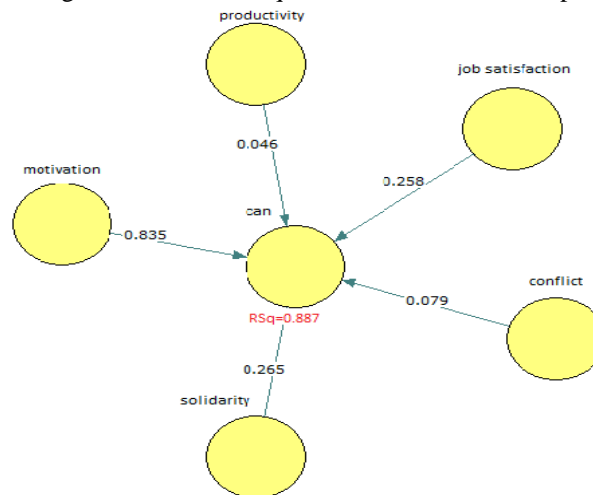 productivity
job satisfaction
0.046
motivation
0.258
can
0.835
conflict
0.079
RSq=0.887
0.265
solidarity